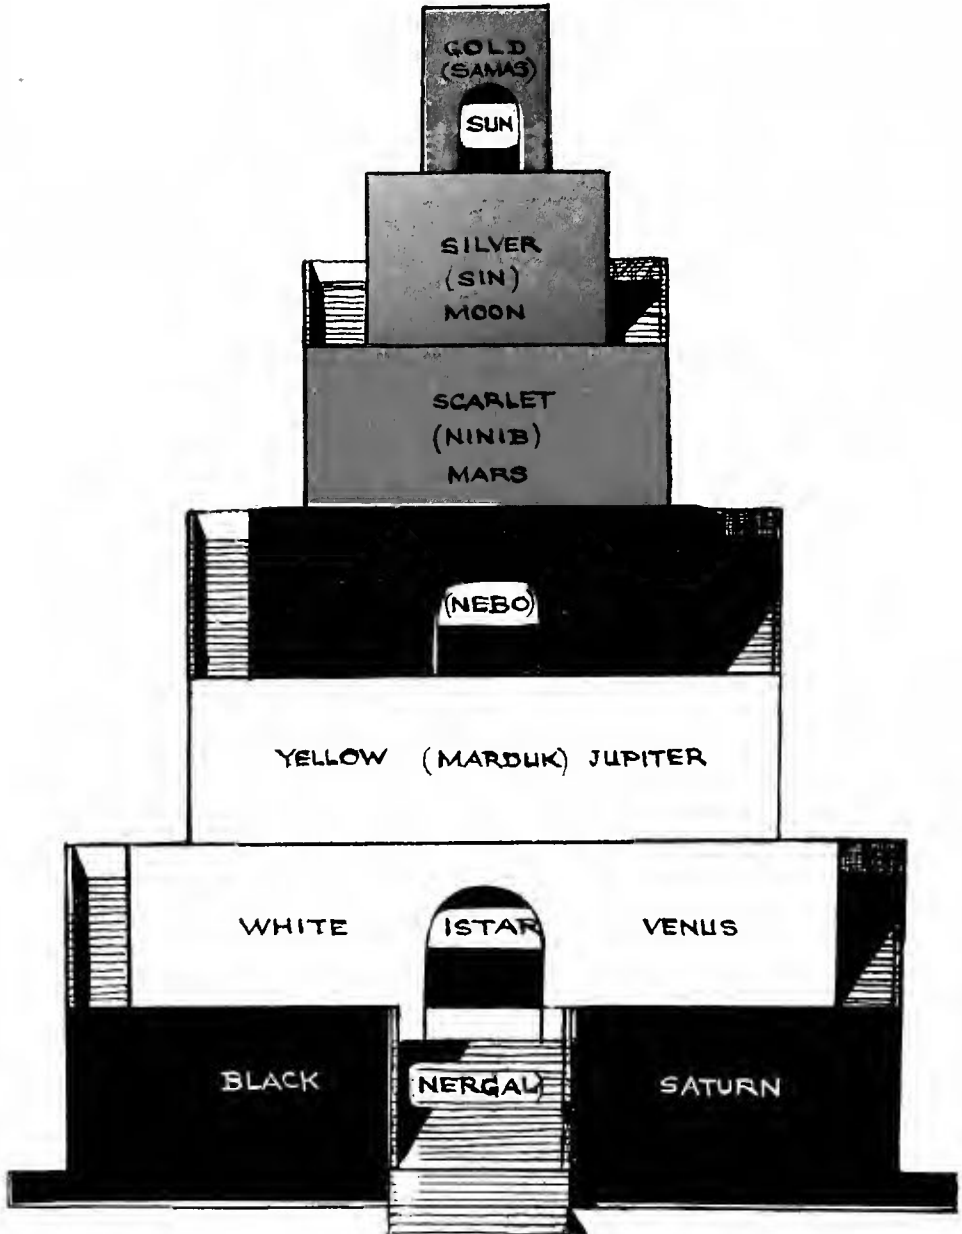 GOLD
(SAMAS)
SUN
SILVER
(SIN)
MOON
SCARLET
(NINIB)
MARS
(NEBO)
YELLOW (MARDUK) JUPITER
WHITE ISTAR VENUS
BLACK NERGAL) SATURN